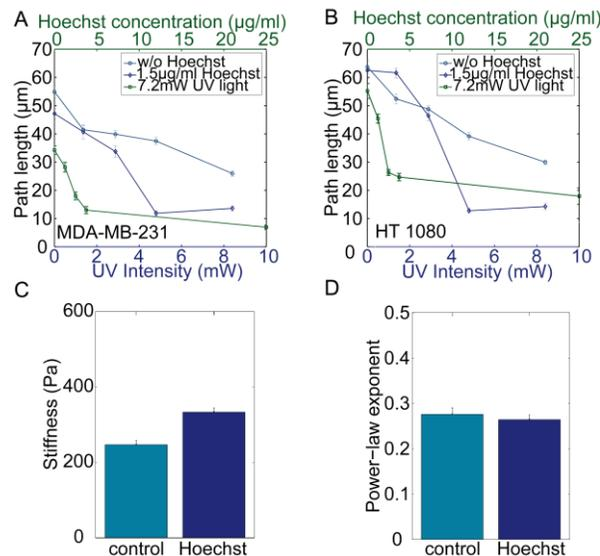 A
Hoechst concentration (µg/ml)
0 5 10 15 20 25
70
60
50
40
30
20
10
0
Path length (µm)
w/o Hoechst
1.5µg/ml Hoechst
7.2mW UV light
MDA-MB-231
0 2 4 6 8 10
UV Intensity (mW)
B
Hoechst concentration (µg/ml)
0 5 10 15 20 25
70
60
50
40
30
20
10
0
Path length (µm)
w/o Hoechst
1.5µg/ml Hoechst
7.2mW UV light
HT 1080
0 2 4 6 8 10
UV Intensity (mW)
C
600
400
200
0
Stiffness (Pa)
control Hoechst
D
0.5
0.4
0.3
0.2
0.1
0
Power–law exponent
control Hoechst